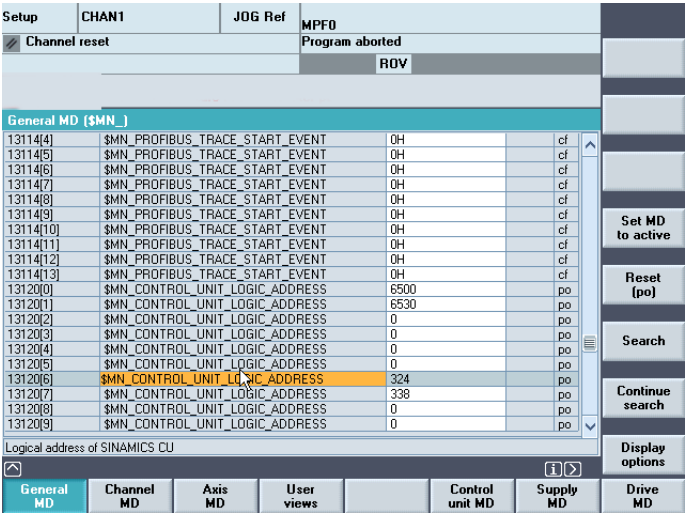 Setup CHAN1 JOG Ref MPF0
Channel reset Program aborted
ROV
General MD ($MN_)
13114[4] $MN_PROFIBUS_TRACE_START_EVENT 0H cf
13114[5] $MN_PROFIBUS_TRACE_START_EVENT 0H cf
13114[6] $MN_PROFIBUS_TRACE_START_EVENT 0H cf
13114[7] $MN_PROFIBUS_TRACE_START_EVENT 0H cf
13114[8] $MN_PROFIBUS_TRACE_START_EVENT 0H cf
13114[9] $MN_PROFIBUS_TRACE_START_EVENT 0H cf
13114[10] $MN_PROFIBUS_TRACE_START_EVENT 0H cf
13114[11] $MN_PROFIBUS_TRACE_START_EVENT 0H cf
13114[12] $MN_PROFIBUS_TRACE_START_EVENT 0H cf
13114[13] $MN_PROFIBUS_TRACE_START_EVENT 0H cf
13120[0] $MN_CONTROL_UNIT_LOGIC_ADDRESS 6500 po
13120[1] $MN_CONTROL_UNIT_LOGIC_ADDRESS 6530 po
13120[2] $MN_CONTROL_UNIT_LOGIC_ADDRESS 0 po
13120[3] $MN_CONTROL_UNIT_LOGIC_ADDRESS 0 po
13120[4] $MN_CONTROL_UNIT_LOGIC_ADDRESS 0 po
13120[5] $MN_CONTROL_UNIT_LOGIC_ADDRESS 0 po
13120[6] $MN_CONTROL_UNIT_LOGIC_ADDRESS 324 po
13120[7] $MN_CONTROL_UNIT_LOGIC_ADDRESS 338 po
13120[8] $MN_CONTROL_UNIT_LOGIC_ADDRESS 0 po
13120[9] $MN_CONTROL_UNIT_LOGIC_ADDRESS 0 po
Logical address of SINAMICS CU
Set MD
to active
Reset
(po)
Search
Continue
search
Display
options
General
MD
Channel
MD
Axis
MD
User
views
Control
unit MD
Supply
MD
Drive
MD